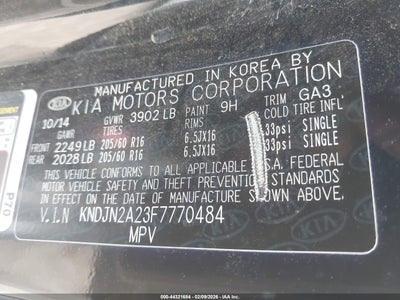 MANUFACTURED IN KOREA BY
KIA KIA MOTORS CORPORATION
10/14 GVWR 3902 LB PAINT 9H TRIM GA3
GAWR TIRES RIMS COLD TIRE INFL
FRONT 2249 LB 205/60 R16 6.5JX16 33psi SINGLE
REAR 2028 LB 205/60 R16 6.5JX16 33psi SINGLE
THIS VEHICLE CONFORMS TO ALL APPLICABLE U.S.A. FEDERAL
MOTOR VEHICLE SAFETY AND THEFT PREVENTION STANDARDS
IN EFFECT ON THE DATE OF MANUFACTURE SHOWN ABOVE.
V.I.N KNDJN2A23F7770484
MPV
P70
000-44321684 - 02/09/2026 - IAAI